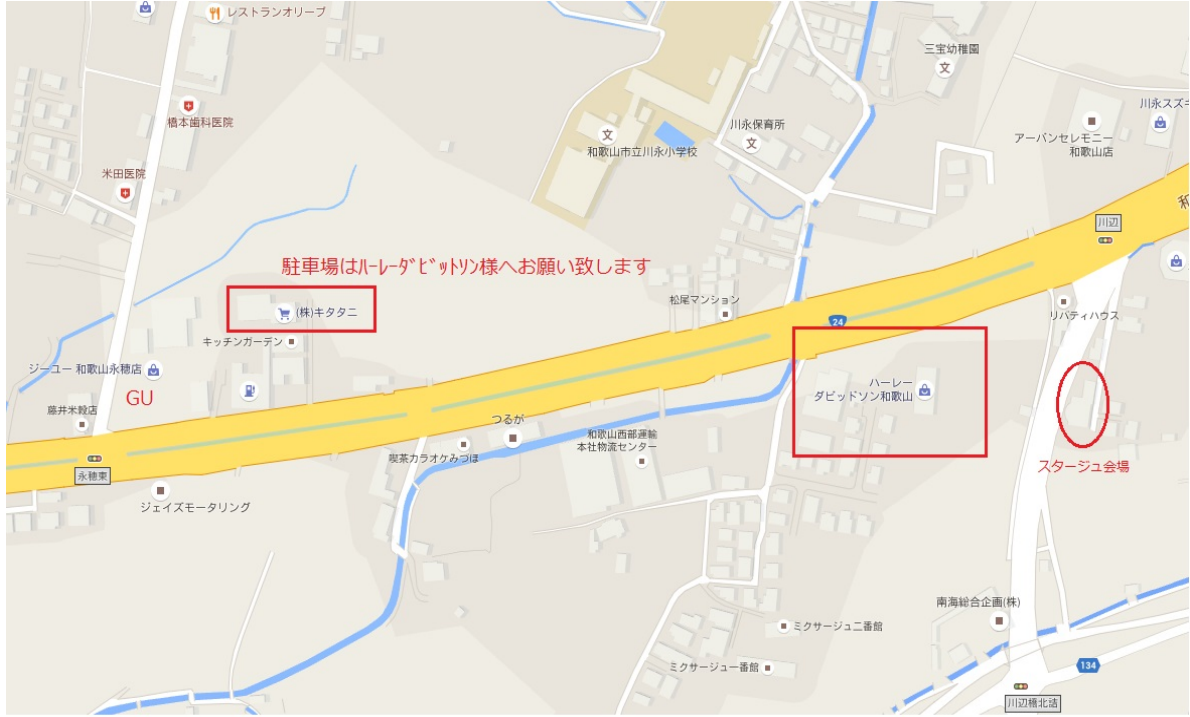 レストランオリーブ
三宝幼稚園
文
川永スズキ
橋本歯科医院
文
和歌山市立川永小学校
川永保育所
文
アーバンセレモニー
和歌山店
米田医院
和
川辺
駐車場はﾊｰﾚｰﾀﾞﾋﾞｯﾄｿﾝ様へお願い致します
松尾マンション
(株)キタタニ
リバティハウス
24
キッチンガーデン
ジーユー 和歌山永穂店
GU
ハーレー
ダビッドソン和歌山
藤井米穀店
つるが
和歌山西部運輸
本社物流センター
喫茶カラオケみつほ
永穂東
スタージュ会場
ジェイズモータリング
南海総合企画(株)
ミクサージュ二番館
ミクサージュ一番館
134
川辺橋北詰